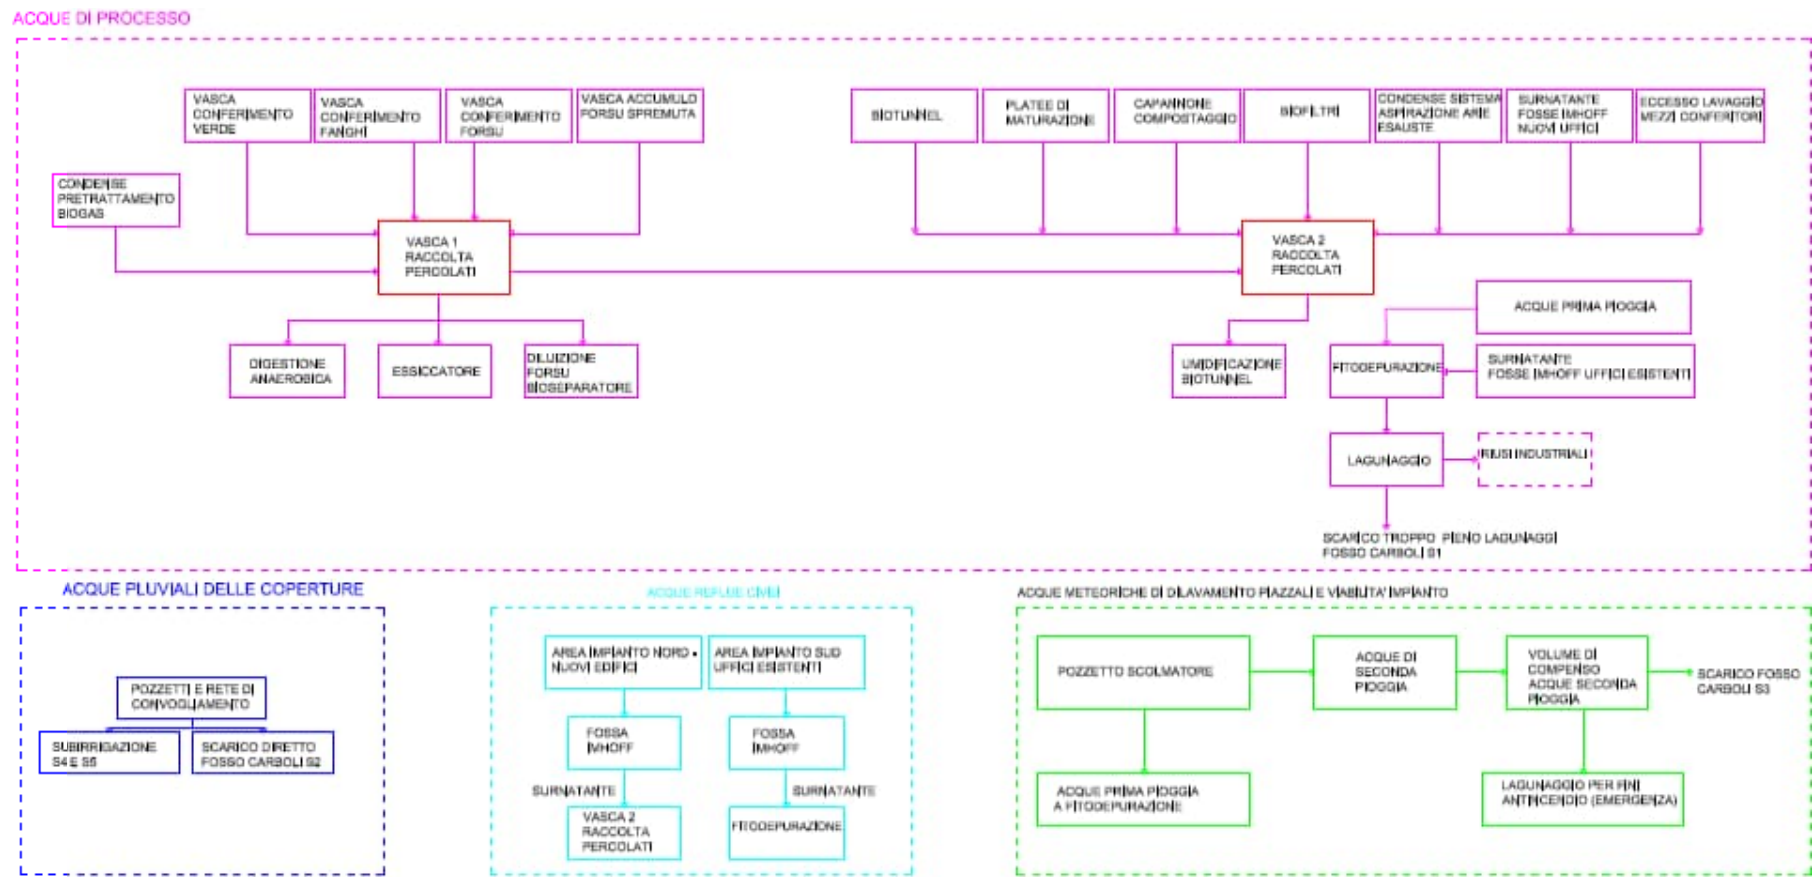 ACQUE DI PROCESSO
VASCA
CONFERIMENTO
VERDE
VASCA
CONFERIMENTO
FANGHI
VASCA
CONFERIMENTO
FORSU
VASCA ACCUMULO
FORSU SPREMUTA
BIOTUNNEL
PLATEE DI
MATURAZIONE
CAPANNONE
COMPOSTAGGIO
BIOFILTRI
CONDENSE SISTEMA
ASPIRAZIONE ARIE
ESAUSTE
SURNATANTE
FOSSE IMHOFF
NUOVI UFFICI
ECCESSO LAVAGGIO
MEZZI CONFERITORI
CONDENSE
PRETRATTAMENTO
BIOGAS
VASCA 1
RACCOLTA
PERCOLATI
VASCA 2
RACCOLTA
PERCOLATI
ACQUE PRIMA PIOGGIA
DIGESTIONE
ANAEROBICA
ESSICCATORE
DILUIZIONE
FORSU
BIOSEPARATORE
UMIDIFICAZIONE
BIOTUNNEL
FITODEPURAZIONE
SURNATANTE
FOSSE IMHOFF UFFICI ESISTENTI
LAGUNAGGIO
RIUSI INDUSTRIALI
SCARICO TROPPO PIENO LAGUNAGGI
FOSSO CARBOLI S1
ACQUE PLUVIALI DELLE COPERTURE
POZZETTI E RETE DI
CONVOGLIAMENTO
SUBIRRIGAZIONE
S4 E S5
SCARICO DIRETTO
FOSSO CARBOLI S2
ACQUE REFLUE CIVILI
AREA IMPIANTO NORD -
NUOVI EDIFICI
AREA IMPIANTO SUD
UFFICI ESISTENTI
FOSSA
IMHOFF
FOSSA
IMHOFF
SURNATANTE
SURNATANTE
VASCA 2
RACCOLTA
PERCOLATI
FITODEPURAZIONE
ACQUE METEORICHE DI DILAVAMENTO PIAZZALI E VIABILITA' IMPIANTO
POZZETTO SCOLMATORE
ACQUE DI
SECONDA
PIOGGIA
VOLUME DI
COMPENSO
ACQUE SECONDA
PIOGGIA
SCARICO FOSSO
CARBOLI S3
ACQUE PRIMA PIOGGIA
A FITODEPURAZIONE
LAGUNAGGIO PER FINI
ANTINCENDIO (EMERGENZA)